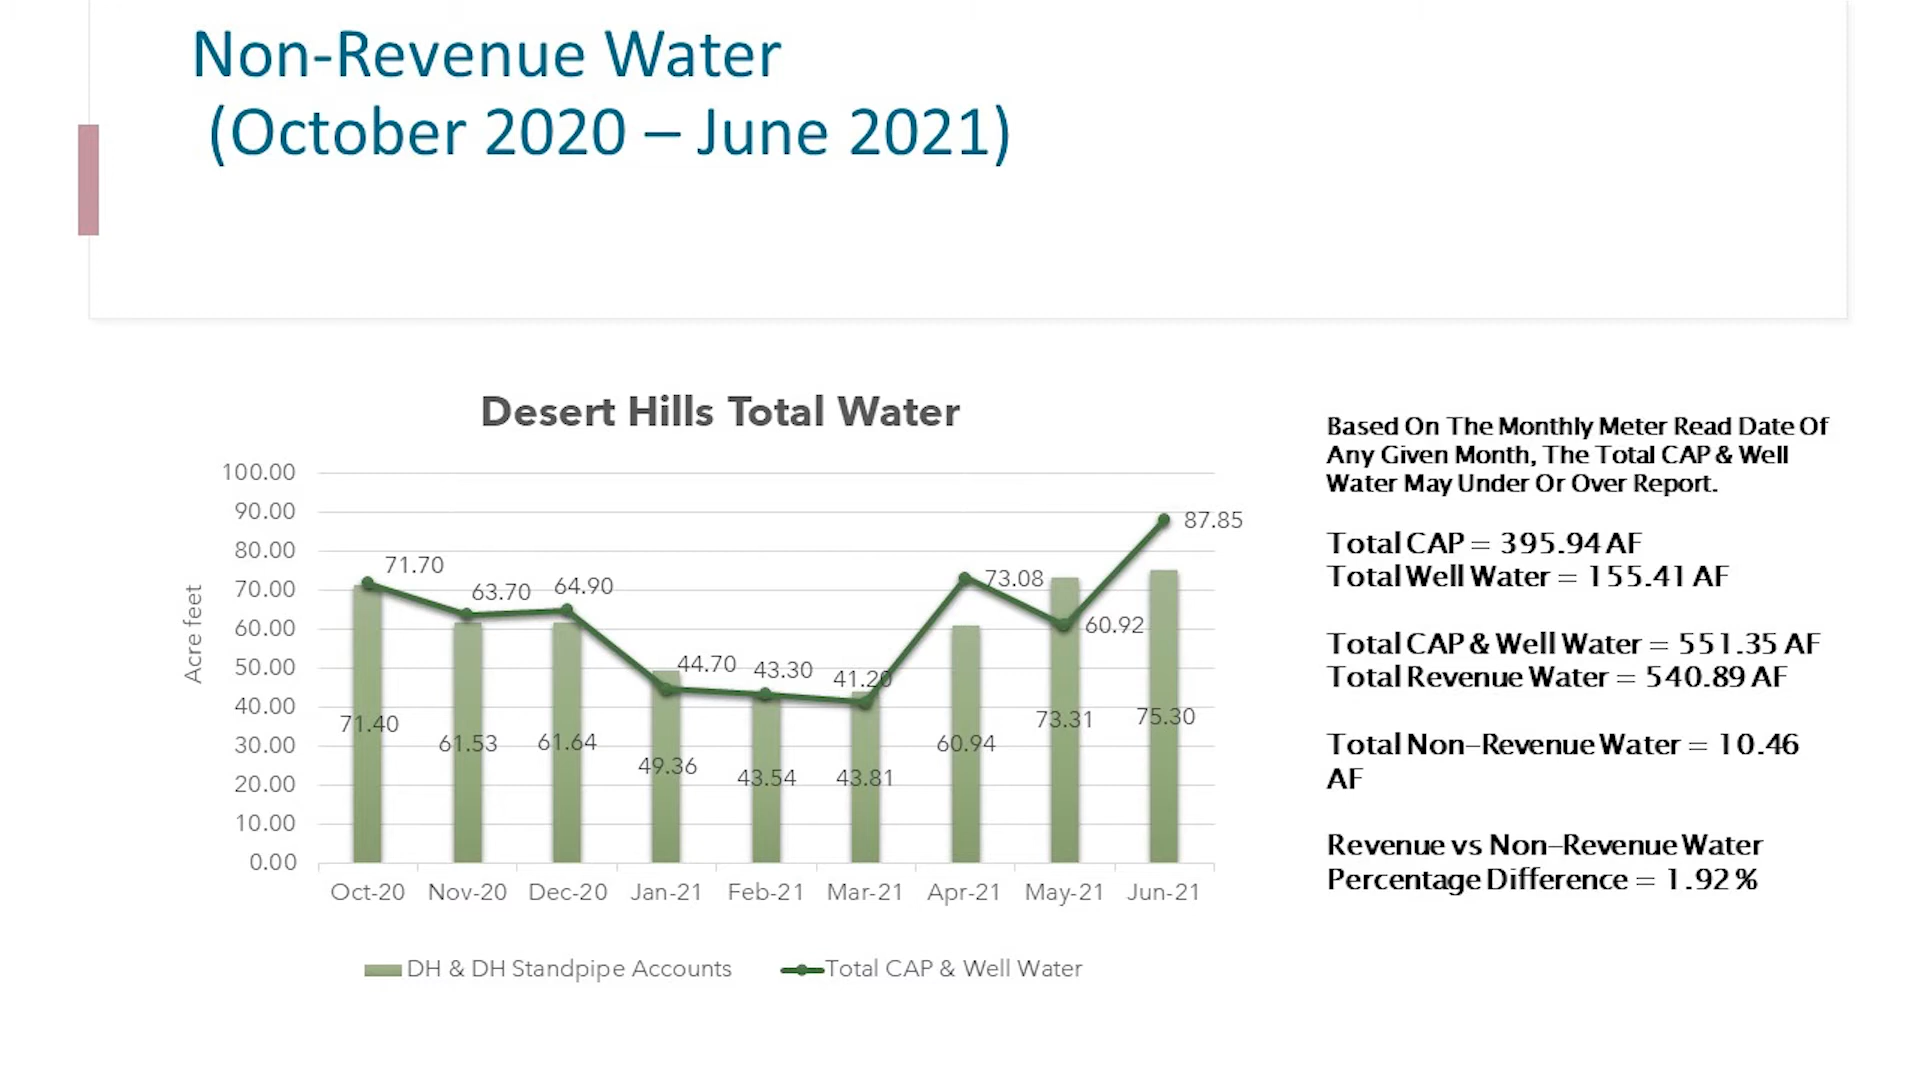 Non-Revenue Water
(October 2020 – June 2021)
Desert Hills Total Water
Based On The Monthly Meter Read Date Of
Any Given Month, The Total CAP & Well
Water May Under Or Over Report.
Total CAP = 395.94 AF
Total Well Water = 155.41 AF
Total CAP & Well Water = 551.35 AF
Total Revenue Water = 540.89 AF
Total Non-Revenue Water = 10.46
AF
Revenue vs Non-Revenue Water
Percentage Difference = 1.92%
Acre feet
100.00
90.00
80.00
70.00
60.00
50.00
40.00
30.00
20.00
10.00
0.00
71.70
63.70
64.90
44.70
43.30
41.20
73.08
60.92
87.85
71.40
61.53
61.64
49.36
43.54
43.81
60.94
73.31
75.30
Oct-20 Nov-20 Dec-20 Jan-21 Feb-21 Mar-21 Apr-21 May-21 Jun-21
DH & DH Standpipe Accounts Total CAP & Well Water